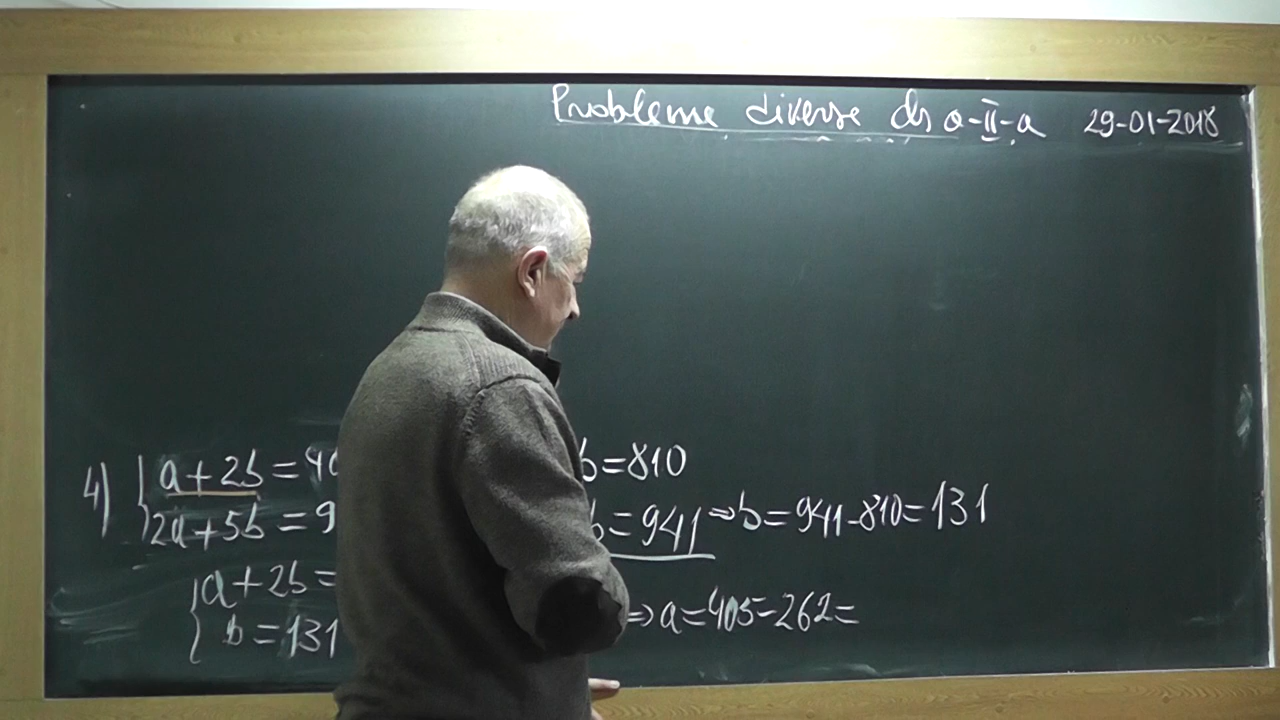 Probleme diverse cls a-II-a 29-01-2018
4) { a + 2b = 40 b = 810
2a + 5b = 9 b = 941 ⇒ b = 941 - 810 = 131
{ a + 2b =
b = 131 ⇒ a = 405 - 262 =